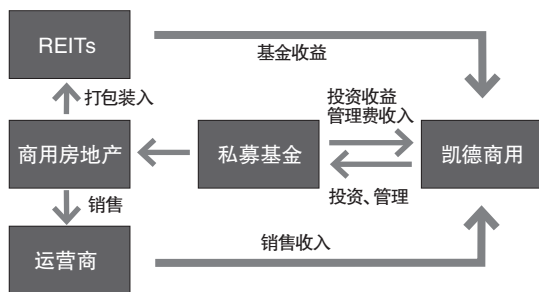 REITs
基金收益
打包装入
投资收益
管理费收入
商用房地产
私募基金
凯德商用
投资、管理
销售
运营商
销售收入